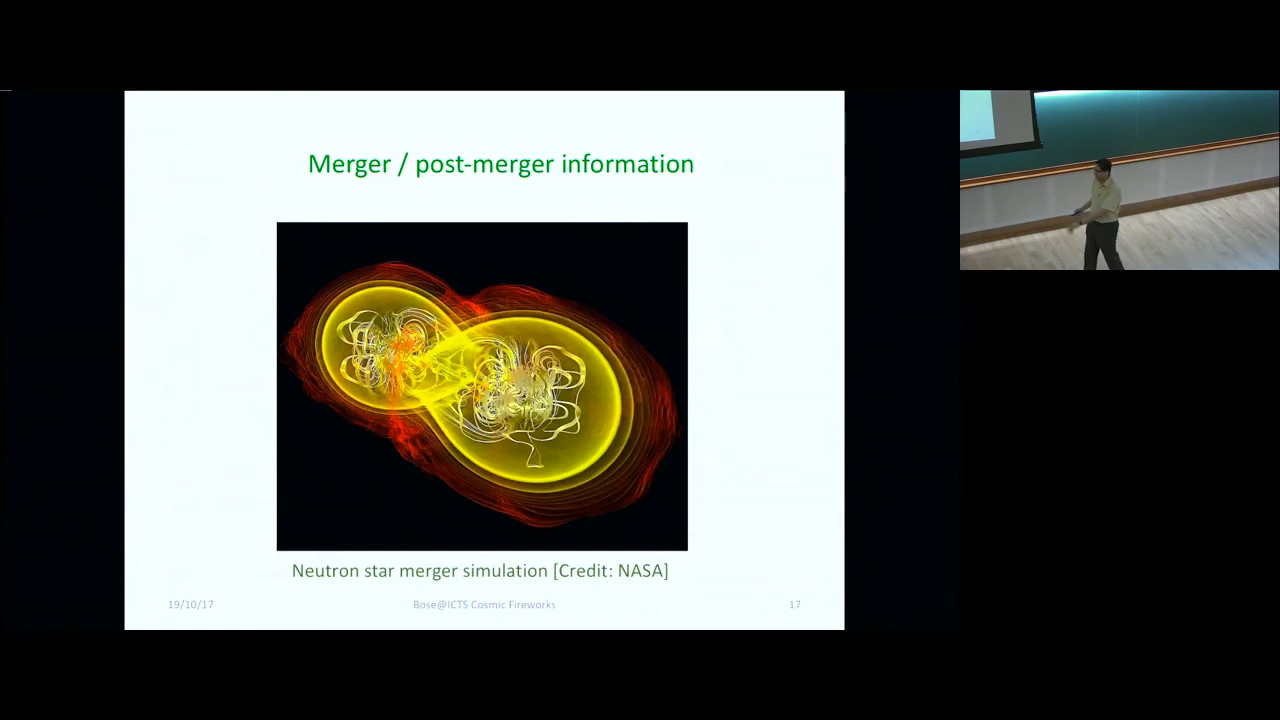 Merger / post-merger information
Neutron star merger simulation [Credit: NASA]
19/10/17
Bose@ICTS Cosmic Fireworks
17